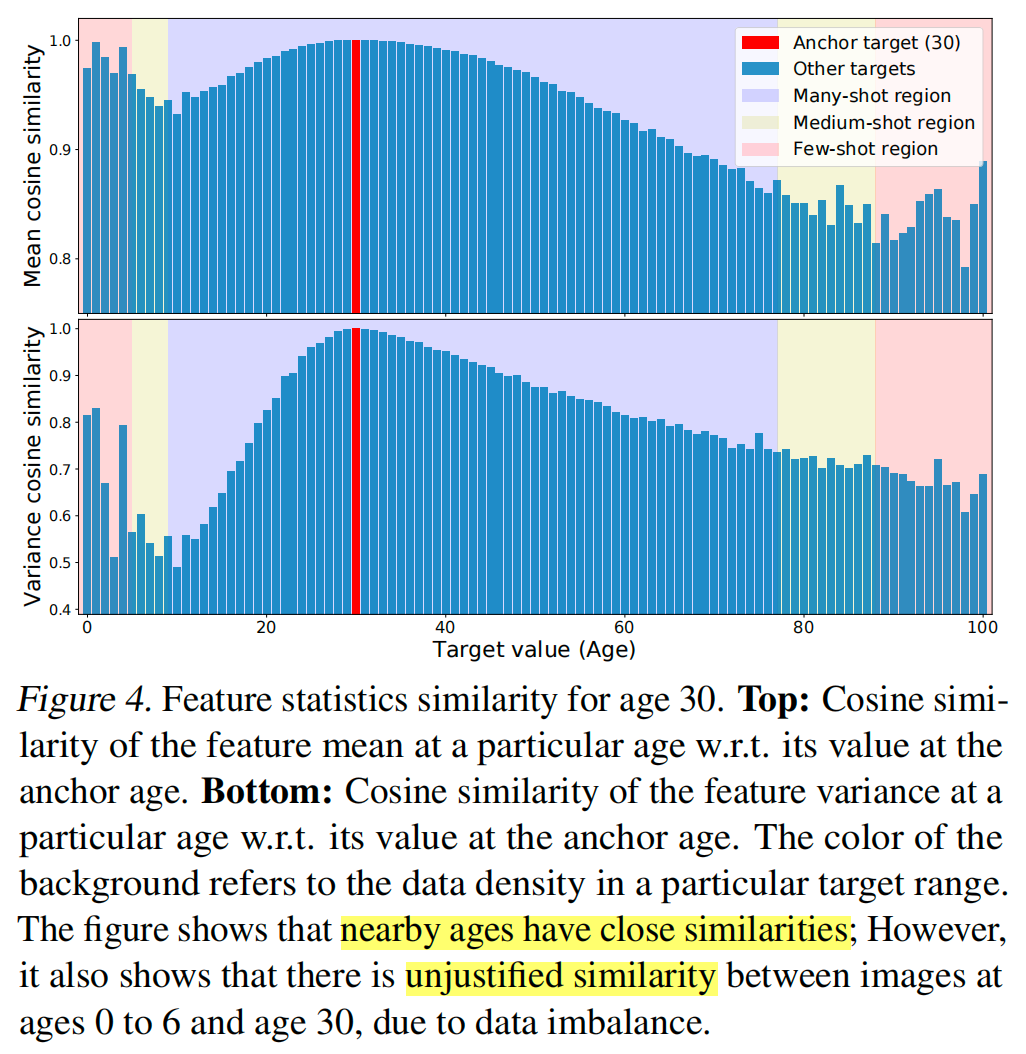 Mean cosine similarity
1.0
0.9
0.8
Anchor target (30)
Other targets
Many-shot region
Medium-shot region
Few-shot region
Variance cosine similarity
1.0
0.9
0.8
0.7
0.6
0.5
0.4
0 20 40 60 80 100
Target value (Age)
Figure 4. Feature statistics similarity for age 30. Top: Cosine simi-
larity of the feature mean at a particular age w.r.t. its value at the
anchor age. Bottom: Cosine similarity of the feature variance at a
particular age w.r.t. its value at the anchor age. The color of the
background refers to the data density in a particular target range.
The figure shows that nearby ages have close similarities; However,
it also shows that there is unjustified similarity between images at
ages 0 to 6 and age 30, due to data imbalance.